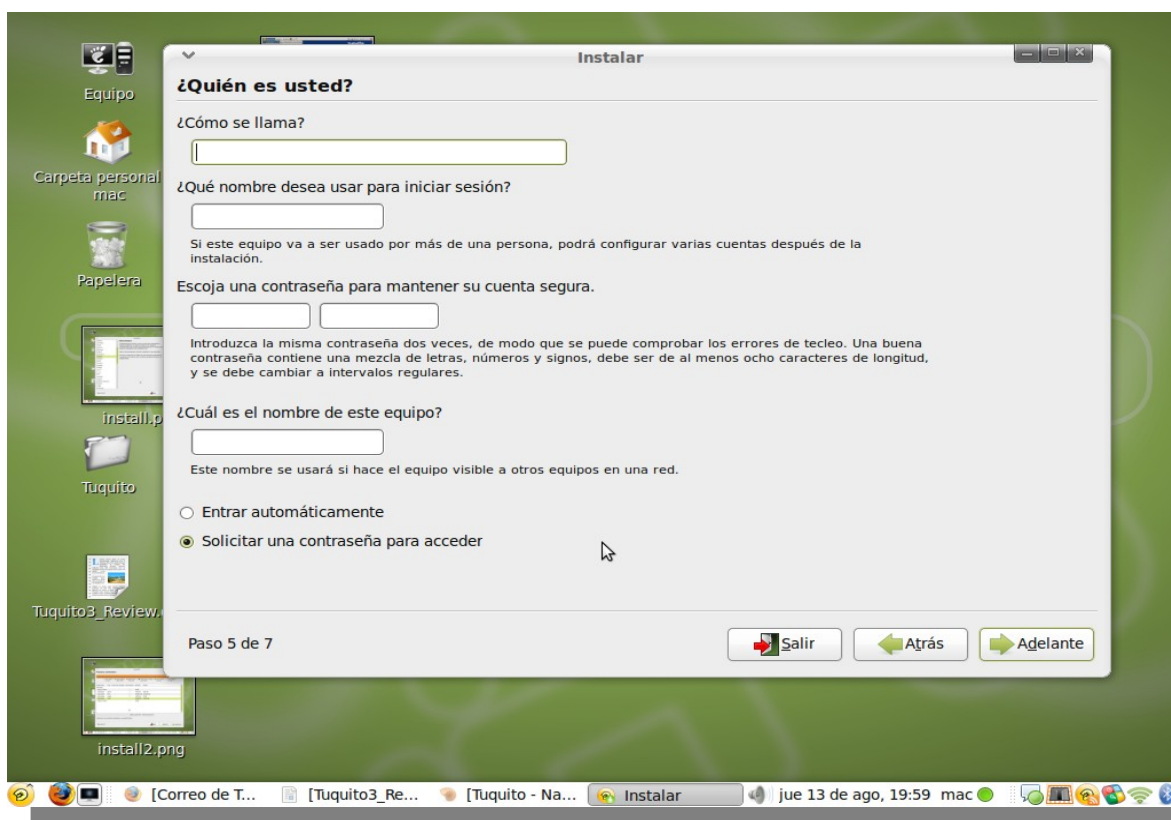 Instalar
¿Quién es usted?
¿Cómo se llama?
¿Qué nombre desea usar para iniciar sesión?
Si este equipo va a ser usado por más de una persona, podrá configurar varias cuentas después de la
instalación.
Escoja una contraseña para mantener su cuenta segura.
Introduzca la misma contraseña dos veces, de modo que se puede comprobar los errores de tecleo. Una buena
contraseña contiene una mezcla de letras, números y signos, debe ser de al menos ocho caracteres de longitud,
y se debe cambiar a intervalos regulares.
¿Cuál es el nombre de este equipo?
Este nombre se usará si hace el equipo visible a otros equipos en una red.
Entrar automáticamente
Solicitar una contraseña para acceder
Paso 5 de 7
Salir
Atrás
Adelante
Equipo
Carpeta personal
mac
Papelera
install.p
Tuquito
Tuquito3_Review.
install2.png
[Correo de T...
[Tuquito3_Re...
[Tuquito - Na...
Instalar
jue 13 de ago, 19:59
mac